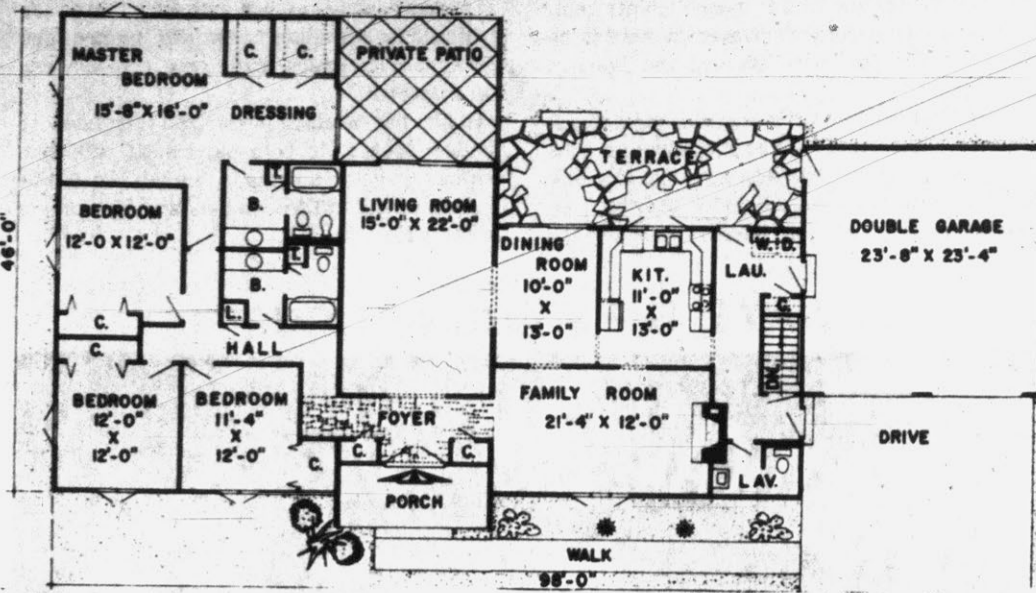 MASTER
BEDROOM
15'-8" X 16'-0"
C.
C.
DRESSING
PRIVATE PATIO
TERRACE
BEDROOM
12'-0 X 12'-0"
B.
L.
LIVING ROOM
15'-0" X 22'-0"
DINING
ROOM
10'-0"
X
13'-0"
KIT.
11'-0"
X
13'-0"
W. D.
LAU.
DOUBLE GARAGE
23'-8" X 23'-4"
46'-0"
B.
L.
L.
C.
C.
HALL
C.
DN.
BEDROOM
12'-0"
X
12'-0"
BEDROOM
11'-4"
X
12'-0"
C.
FOYER
C.
C.
FAMILY ROOM
21'-4" X 12'-0"
DRIVE
LAV.
PORCH
WALK
98'-0"